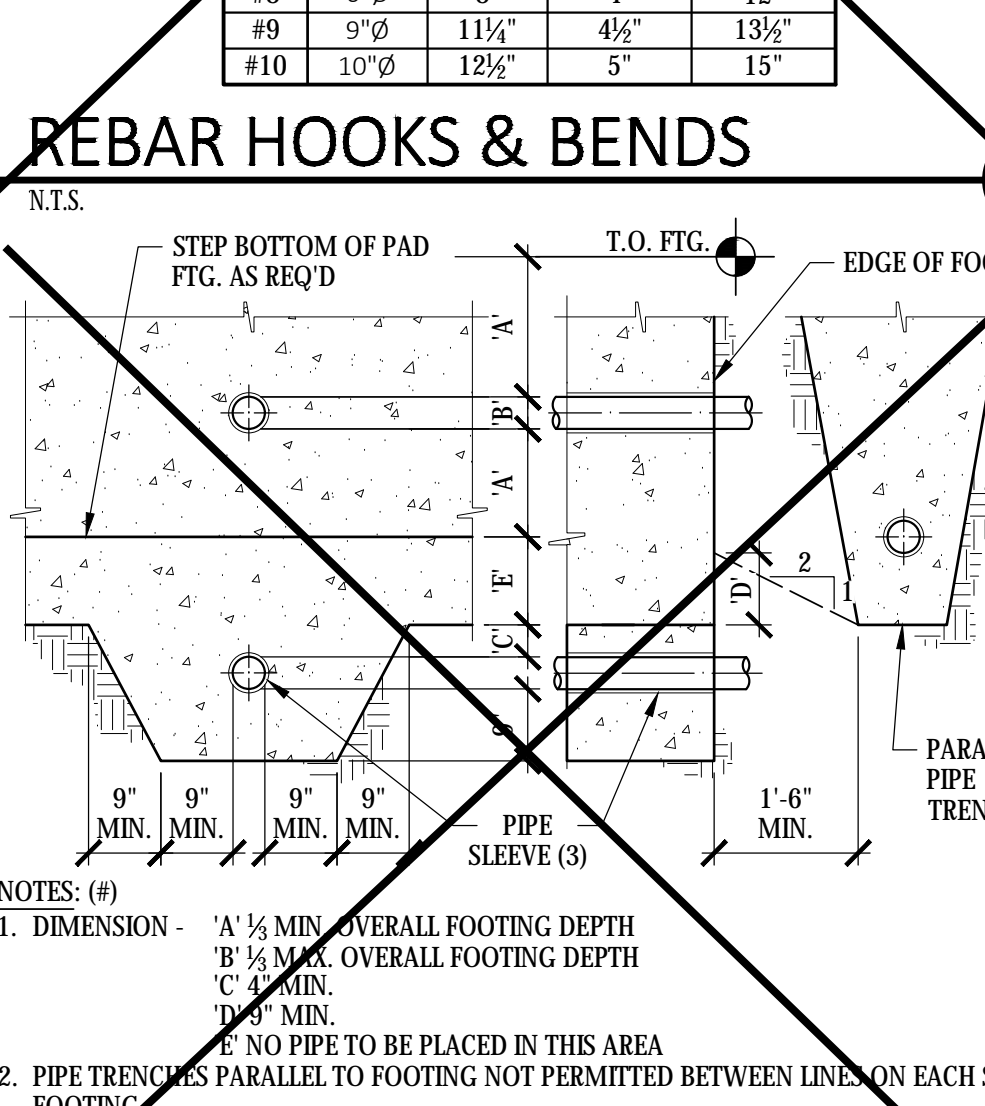 #9 9"Ø 11¼" 4½" 13½"
#10 10"Ø 12½" 5" 15"
REBAR HOOKS & BENDS
N.T.S.
STEP BOTTOM OF PAD
FTG. AS REQ'D
T.O. FTG.
EDGE OF
'A'
'B'
'A'
'E'
'C'
'D'
2
1
9"
MIN.
9"
MIN.
9"
MIN.
9"
MIN.
PIPE
SLEEVE (3)
1'-6"
MIN.
PIPE
NOTES: (#)
1. DIMENSION - 'A' ⅓ MIN. OVERALL FOOTING DEPTH
'B' ⅓ MAX. OVERALL FOOTING DEPTH
'C' 4" MIN.
'D' 9" MIN.
'E' NO PIPE TO BE PLACED IN THIS AREA
2. PIPE TRENCHES PARALLEL TO FOOTING NOT PERMITTED BETWEEN LINES ON EACH
FOOTING